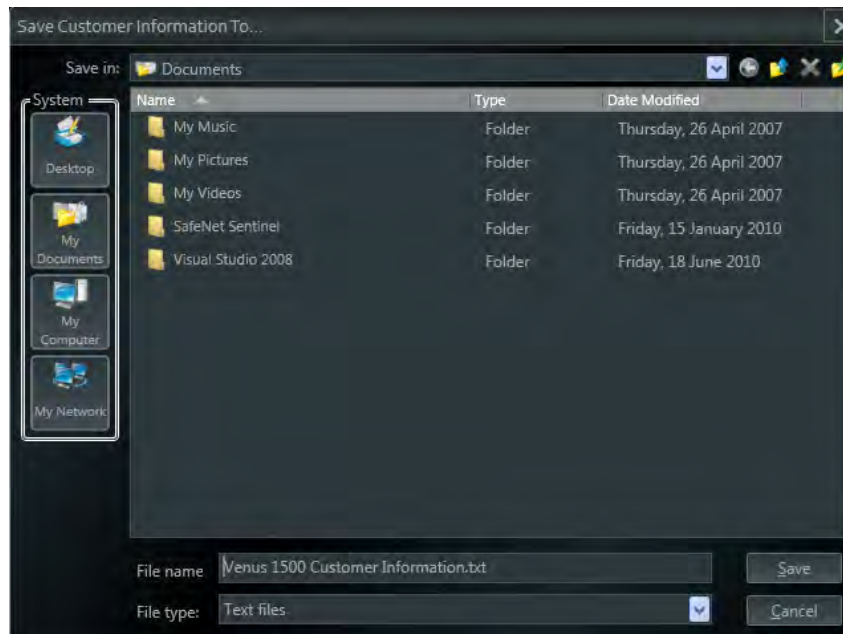 Save Customer Information To...
Save in: Documents
System
Name Type Date Modified
My Music Folder Thursday, 26 April 2007
My Pictures Folder Thursday, 26 April 2007
My Videos Folder Thursday, 26 April 2007
SafeNet Sentinel Folder Friday, 15 January 2010
Visual Studio 2008 Folder Friday, 18 June 2010
Desktop
My
Documents
My
Computer
My Network
File name Venus 1500 Customer Information.txt Save
File type: Text files Cancel